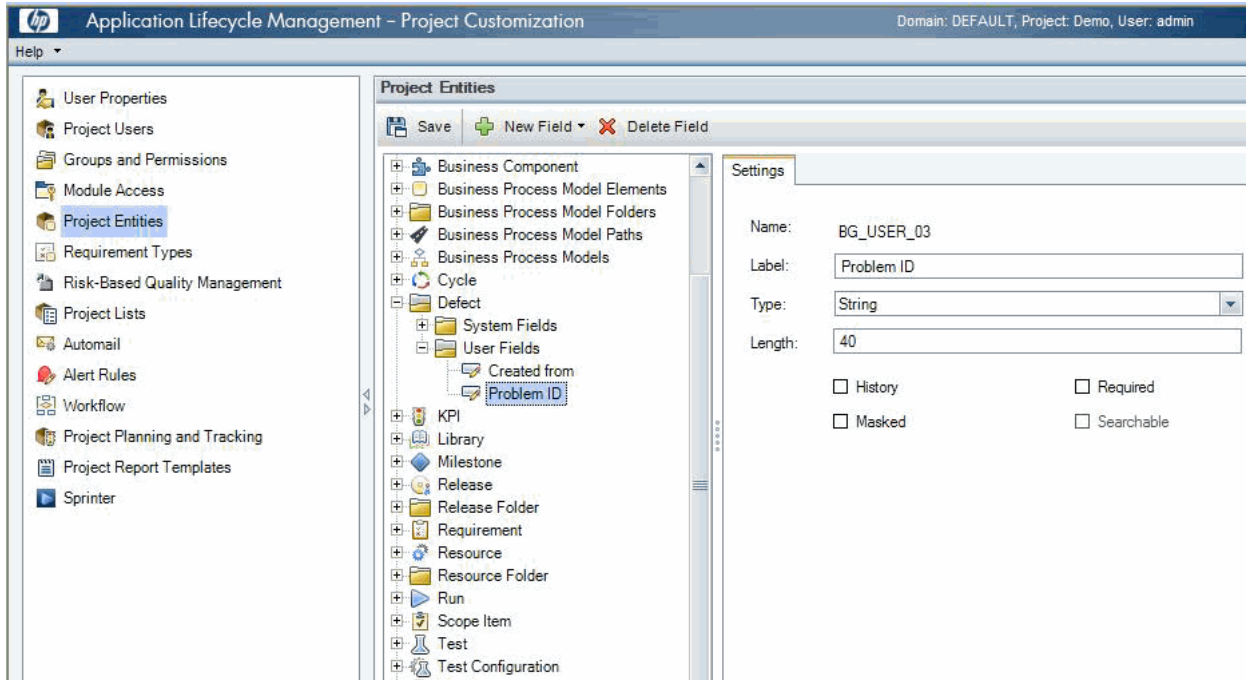 hp Application Lifecycle Management – Project Customization
Domain: DEFAULT, Project: Demo, User: admin
Help
User Properties
Project Users
Groups and Permissions
Module Access
Project Entities
Requirement Types
Risk-Based Quality Management
Project Lists
Automail
Alert Rules
Workflow
Project Planning and Tracking
Project Report Templates
Sprinter
Project Entities
Save New Field Delete Field
Business Component
Business Process Model Elements
Business Process Model Folders
Business Process Model Paths
Business Process Models
Cycle
Defect
System Fields
User Fields
Created from
Problem ID
KPI
Library
Milestone
Release
Release Folder
Requirement
Resource
Resource Folder
Run
Scope Item
Test
Test Configuration
Settings
Name: BG_USER_03
Label: Problem ID
Type: String
Length: 40
History Required
Masked Searchable